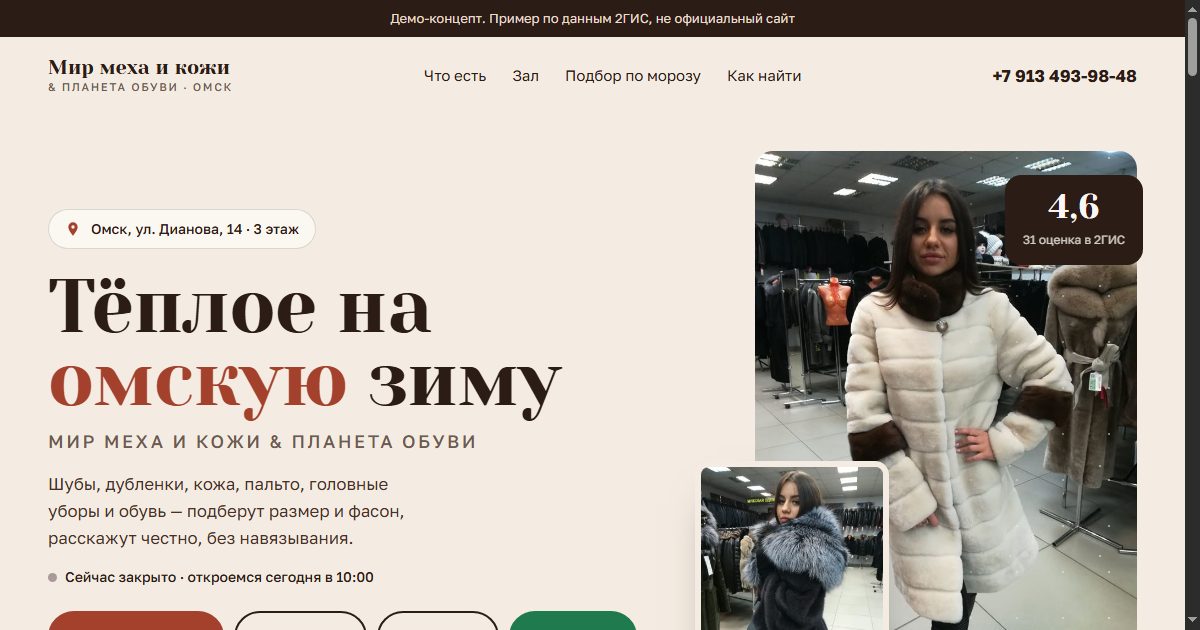 Демо-концепт. Пример по данным 2ГИС, не официальный сайт
Мир меха и кожи
& ПЛАНЕТА ОБУВИ · ОМСК
Что есть
Зал
Подбор по морозу
Как найти
+7 913 493-98-48
4,6
31 оценка в 2ГИС
Омск, ул. Дианова, 14 · 3 этаж
Тёплое на
омскую зиму
МИР МЕХА И КОЖИ & ПЛАНЕТА ОБУВИ
Шубы, дубленки, кожа, пальто, головные
уборы и обувь — подберут размер и фасон,
расскажут честно, без навязывания.
Сейчас закрыто · откроемся сегодня в 10:00